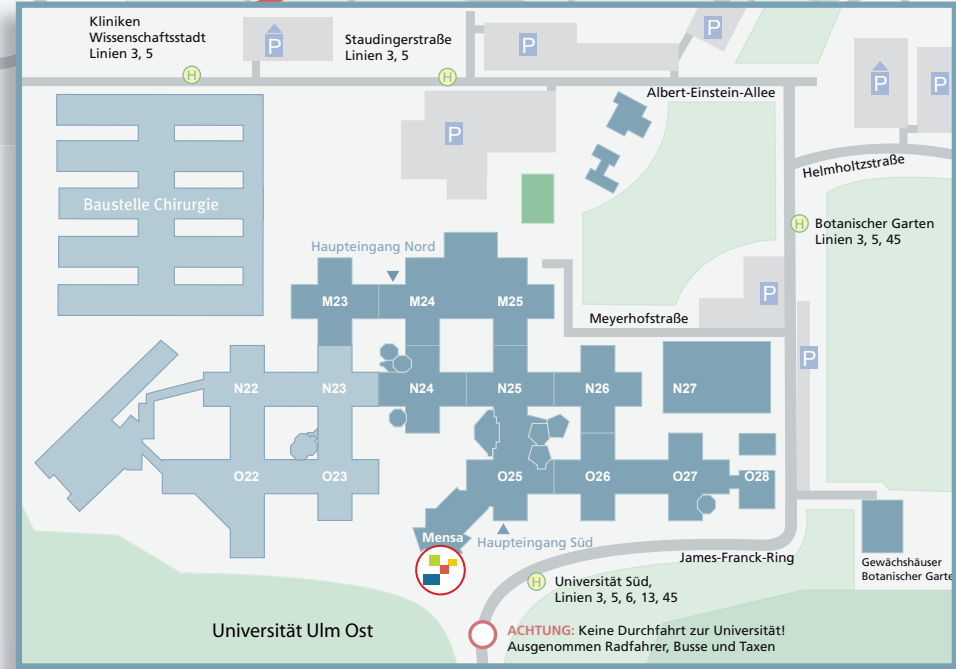 Kliniken
Wissenschaftsstadt
Linien 3, 5
P
Staudingerstraße
Linien 3, 5
P
P
P
P
H
H
Albert-Einstein-Allee
P
Helmholtzstraße
Baustelle Chirurgie
H
Botanischer Garten
Linien 3, 5, 45
Haupteingang Nord
P
M23
M24
M25
Meyerhofstraße
P
N22
N23
N24
N25
N26
N27
O22
O23
O25
O26
O27
O28
Mensa
Haupteingang Süd
James-Franck-Ring
Gewächshäuser
Botanischer Garte
H
Universität Süd,
Linien 3, 5, 6, 13, 45
Universität Ulm Ost
ACHTUNG: Keine Durchfahrt zur Universität!
Ausgenommen Radfahrer, Busse und Taxen